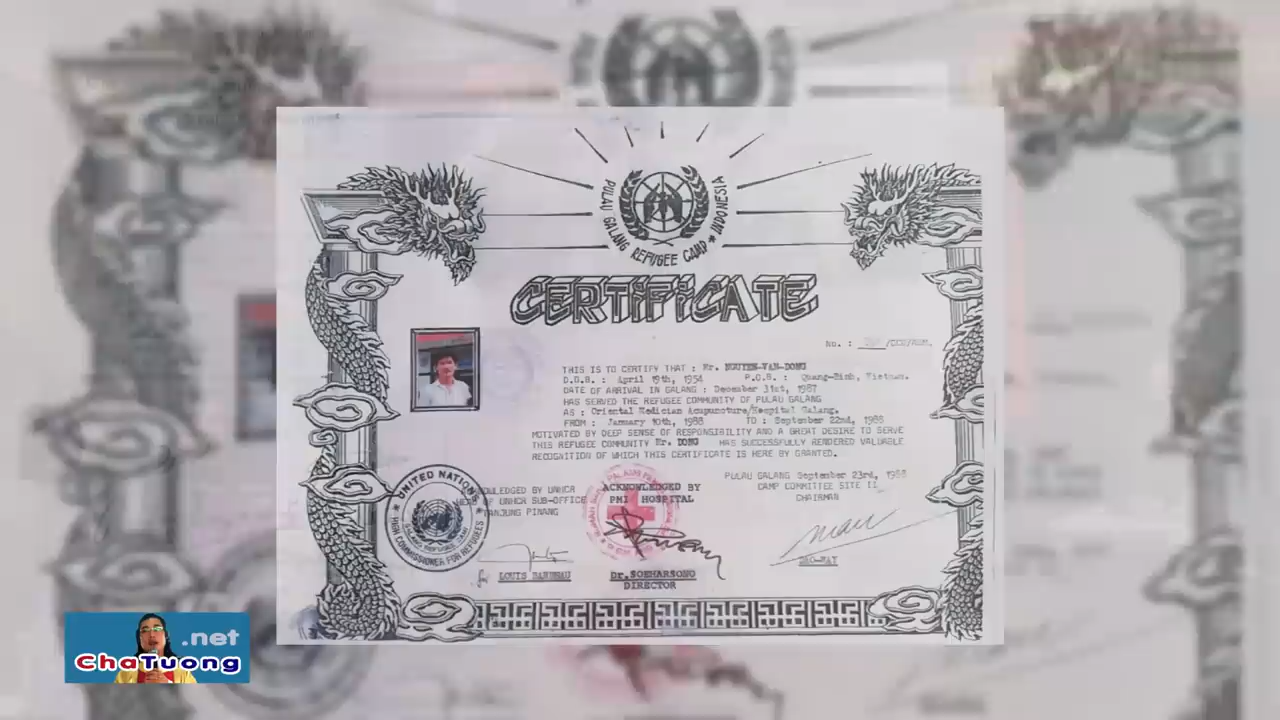 PULAU GALANG REFUGEE CAMP * INDONESIA
CERTIFICATE
No. : /CCC/ADM.
THIS IS TO CERTIFY THAT : Mr. NGUYEN-VAN-DONG
D.O.B. : April 19th, 1954 P.O.B. : Quang-Binh, Vietnam.
DATE OF ARRIVAL IN GALANG : December 31st, 1987
HAS SERVED THE REFUGEE COMMUNITY OF PULAU GALANG
AS : Oriental Medician Acupuncture/Hospital Galang.
FROM : January 10th, 1988 TO : September 22nd, 1988
MOTIVATED BY DEEP SENSE OF RESPONSIBILITY AND A GREAT DESIRE TO SERVE
THIS REFUGEE COMMUNITY Mr. DONG HAS SUCCESSFULLY RENDERED VALUABLE
RECOGNITION OF WHICH THIS CERTIFICATE IS HERE BY GRANTED.
PULAU GALANG September 23rd, 1988
CAMP COMMITTEE SITE II
CHAIRMAN
OWLEDGED BY UNHCR
OF UNHCR SUB-OFFICE
TANJUNG PINANG
ACKNOWLEDGED BY
PMI HOSPITAL
UNITED NATIONS
* HIGH COMMISSIONER FOR REFUGEES *
LOUIS
Dr.SOEHARSONO
DIRECTOR
.net
ChaTuong